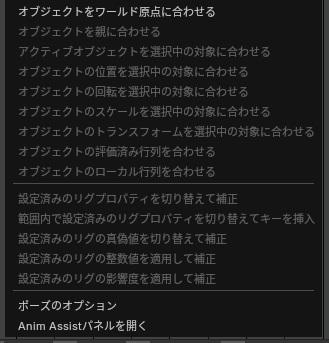 オブジェクトをワールド原点に合わせる
オブジェクトを親に合わせる
アクティブオブジェクトを選択中の対象に合わせる
オブジェクトの位置を選択中の対象に合わせる
オブジェクトの回転を選択中の対象に合わせる
オブジェクトのスケールを選択中の対象に合わせる
オブジェクトのトランスフォームを選択中の対象に合わせる
オブジェクトの評価済み行列を合わせる
オブジェクトのローカル行列を合わせる
設定済みのリグプロパティを切り替えて補正
範囲内で設定済みのリグプロパティを切り替えてキーを挿入
設定済みのリグの真偽値を切り替えて補正
設定済みのリグの整数値を適用して補正
設定済みのリグの影響度を適用して補正
ポーズのオプション
Anim Assistパネルを開く